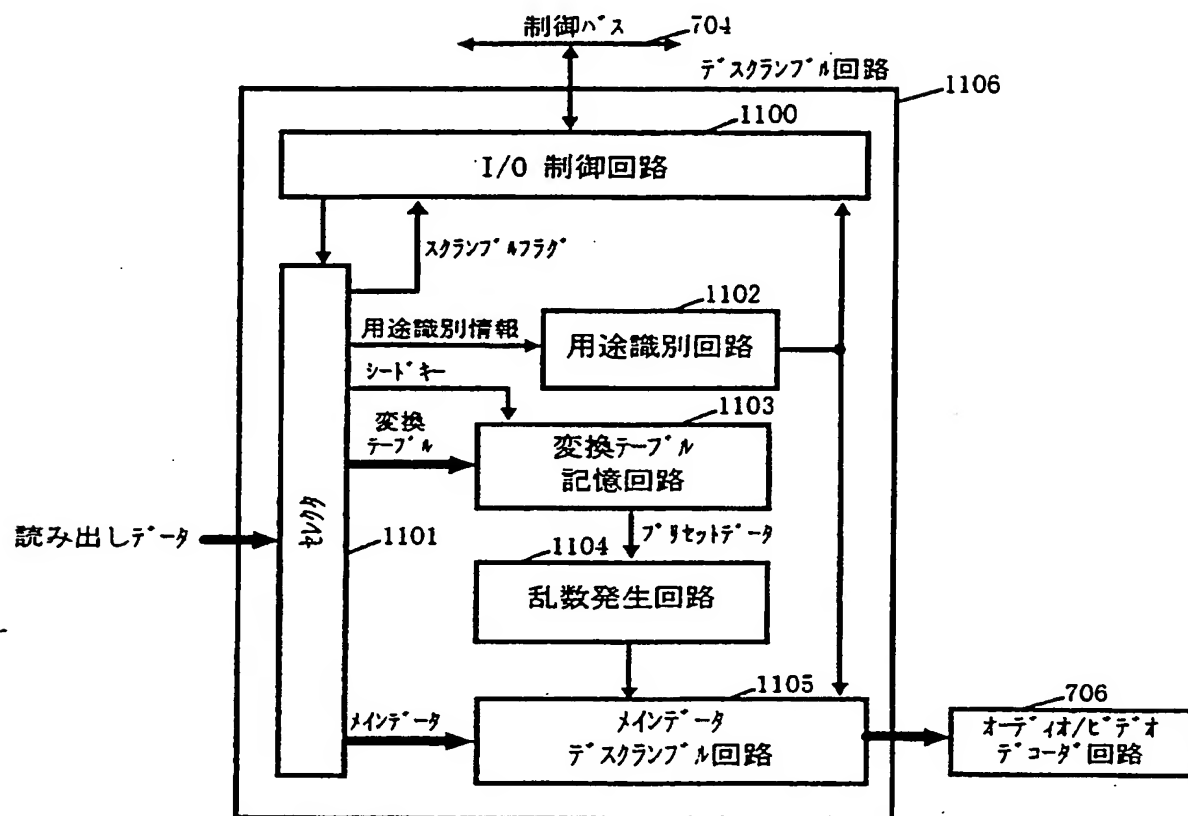 制御バス
704
デスクランブル回路
1106
1100
I/O 制御回路
スクランブルフラグ
1102
用途識別情報
用途識別回路
シードキー
1103
変換
テーブル
変換テーブル
記憶回路
セレクタ
読み出しデータ
1101
プリセットデータ
1104
乱数発生回路
1105
706
メインデータ
メインデータ
デスクランブル回路
オーディオ/ビデオ
デコーダ回路